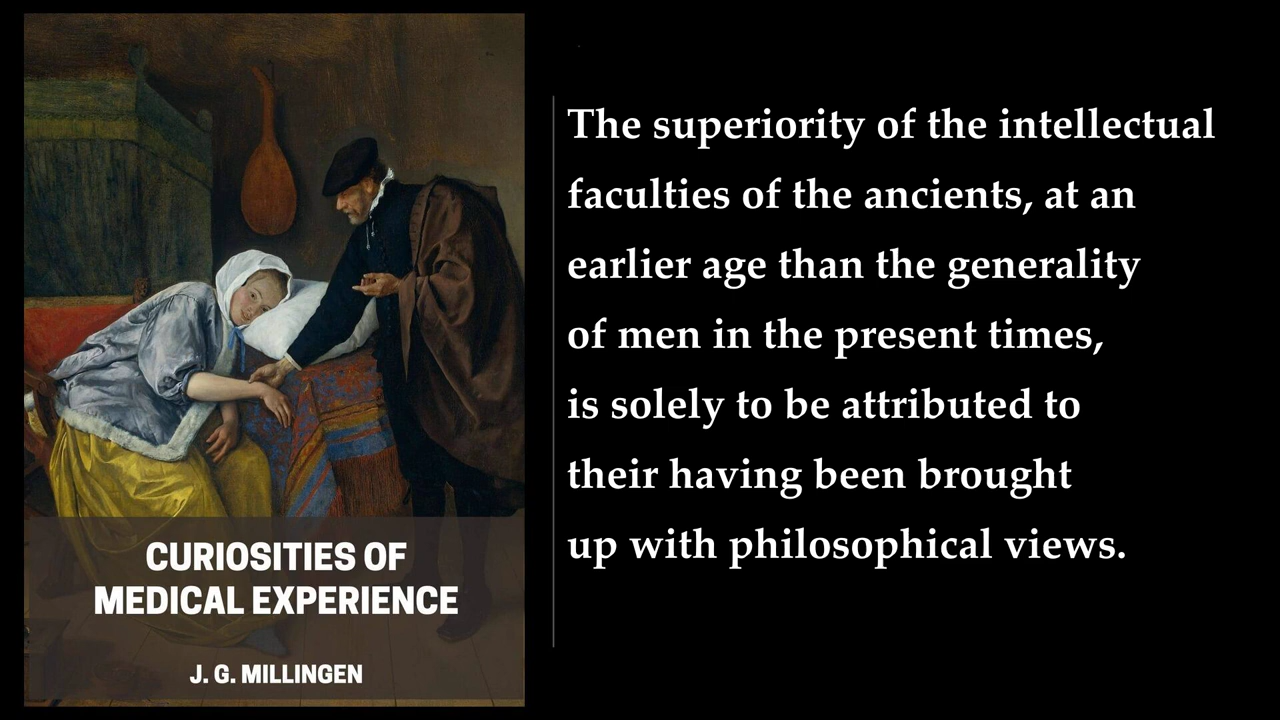 CURIOSITIES OF
MEDICAL EXPERIENCE
J. G. MILLINGEN
The superiority of the intellectual
faculties of the ancients, at an
earlier age than the generality
of men in the present times,
is solely to be attributed to
their having been brought
up with philosophical views.